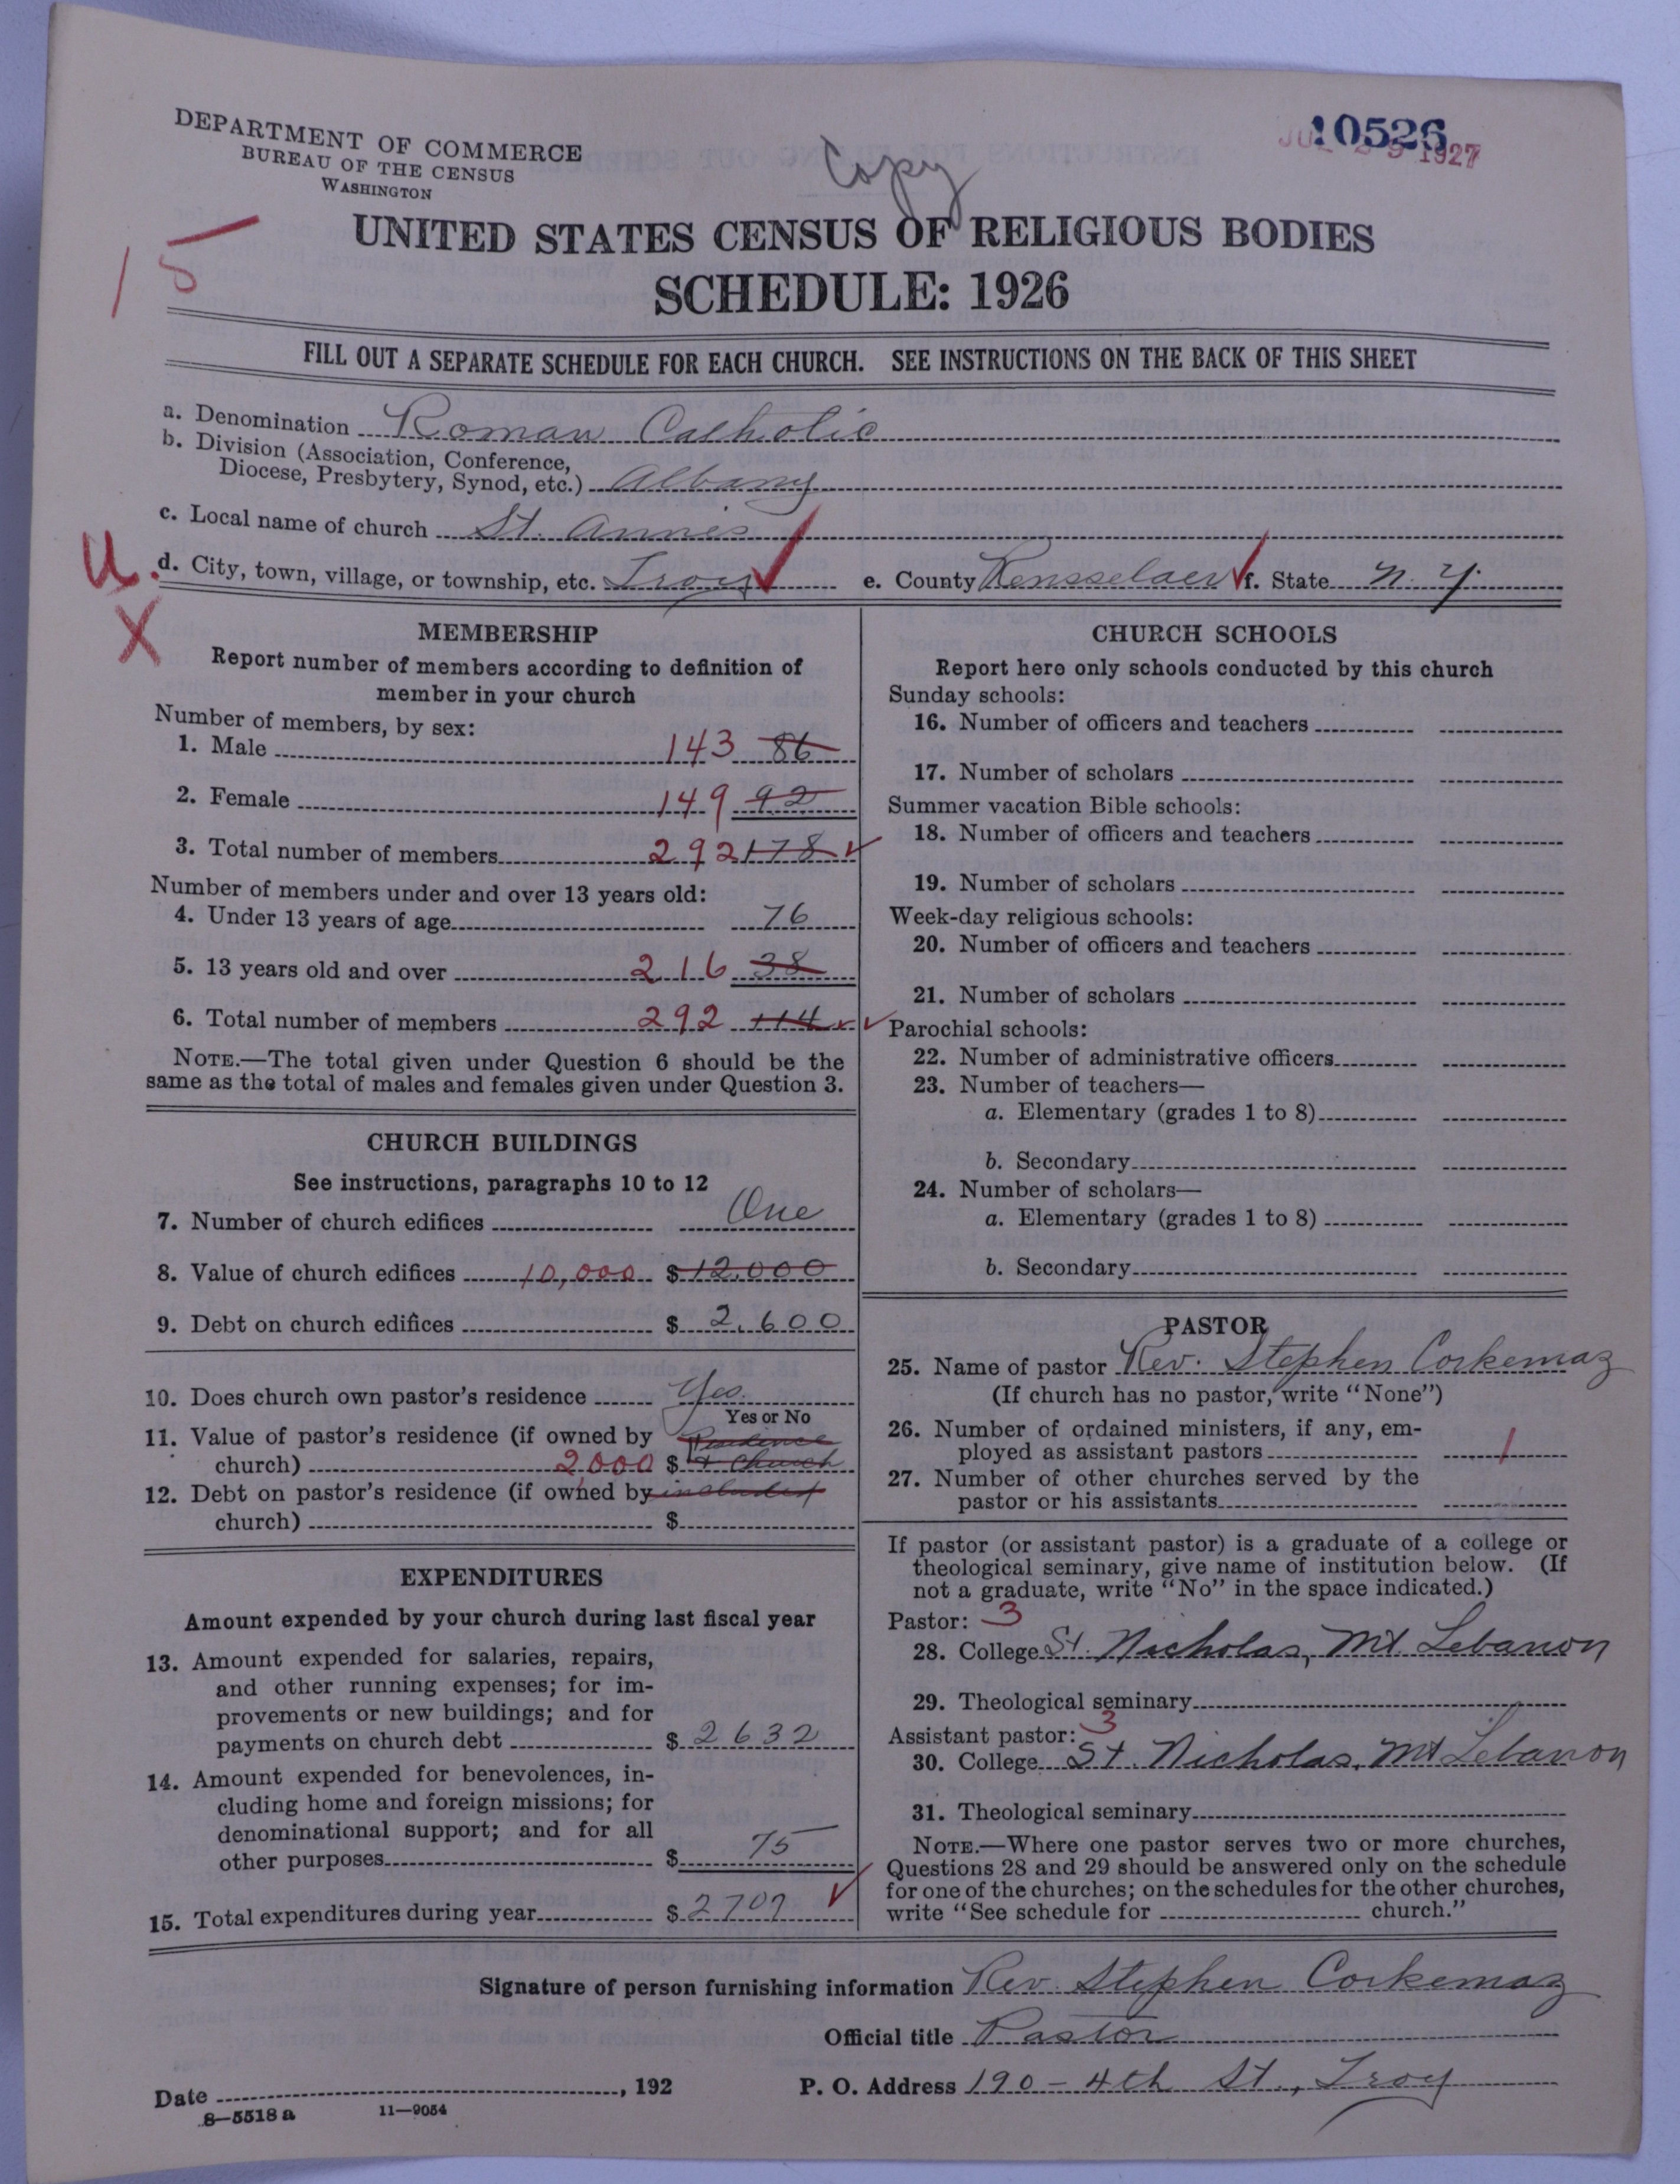 DEPARTMENT OF COMMERCE
BUREAU OF THE CENSUS
WASHINGTON
Copy
10526
JUL 29 1927
15
UNITED STATES CENSUS OF RELIGIOUS BODIES
SCHEDULE: 1926
FILL OUT A SEPARATE SCHEDULE FOR EACH CHURCH. SEE INSTRUCTIONS ON THE BACK OF THIS SHEET
a. Denomination Roman Catholic
b. Division (Association, Conference,
Diocese, Presbytery, Synod, etc.) Albany
c. Local name of church St. Annes
U
d. City, town, village, or township, etc. Troy ✓ e. County Rensselaer ✓ f. State N. Y.
X
MEMBERSHIP
Report number of members according to definition of
member in your church
Number of members, by sex:
1. Male 143 86
2. Female 149 92
3. Total number of members 292 178 ✓
Number of members under and over 13 years old:
4. Under 13 years of age 76
5. 13 years old and over 216 38
6. Total number of members 292 114 ✓ ✓
NOTE.—The total given under Question 6 should be the
same as the total of males and females given under Question 3.
CHURCH BUILDINGS
See instructions, paragraphs 10 to 12
7. Number of church edifices One
8. Value of church edifices 10,000 $ 12,000
9. Debt on church edifices $ 2,600
10. Does church own pastor's residence Yes.
Yes or No
11. Value of pastor's residence (if owned by Residence
church) 2,000 $ & Church
12. Debt on pastor's residence (if owned by included
church) $
EXPENDITURES
Amount expended by your church during last fiscal year
13. Amount expended for salaries, repairs,
and other running expenses; for im-
provements or new buildings; and for
payments on church debt $ 2632
14. Amount expended for benevolences, in-
cluding home and foreign missions; for
denominational support; and for all
other purposes $ 75
15. Total expenditures during year $ 2707 ✓
CHURCH SCHOOLS
Report here only schools conducted by this church
Sunday schools:
16. Number of officers and teachers
17. Number of scholars
Summer vacation Bible schools:
18. Number of officers and teachers
19. Number of scholars
Week-day religious schools:
20. Number of officers and teachers
21. Number of scholars
Parochial schools:
22. Number of administrative officers
23. Number of teachers—
a. Elementary (grades 1 to 8)
b. Secondary
24. Number of scholars—
a. Elementary (grades 1 to 8)
b. Secondary
PASTOR
25. Name of pastor Rev. Stephen Corkemaz
(If church has no pastor, write "None")
26. Number of ordained ministers, if any, em-
ployed as assistant pastors 1
27. Number of other churches served by the
pastor or his assistants
If pastor (or assistant pastor) is a graduate of a college or
theological seminary, give name of institution below. (If
not a graduate, write "No" in the space indicated.)
Pastor: 3
28. College St. Nicholas, Mt. Lebanon
29. Theological seminary
Assistant pastor: 3
30. College St Nicholas, Mt Lebanon
31. Theological seminary
NOTE.—Where one pastor serves two or more churches,
Questions 28 and 29 should be answered only on the schedule
for one of the churches; on the schedules for the other churches,
write "See schedule for church."
Signature of person furnishing information Rev. Stephen Corkemaz
Official title Pastor
Date , 192 P. O. Address 190 - 4th St., Troy
8—5518 a 11—9054